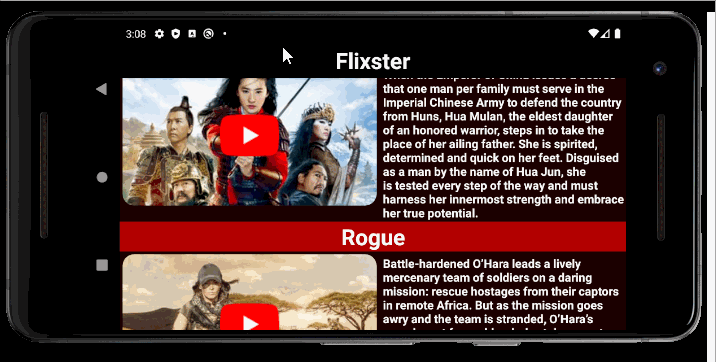 3:08
Flixster
that one man per family must serve in the
Imperial Chinese Army to defend the country
from Huns, Hua Mulan, the eldest daughter
of an honored warrior, steps in to take the
place of her ailing father. She is spirited,
determined and quick on her feet. Disguised
as a man by the name of Hua Jun, she
is tested every step of the way and must
harness her innermost strength and embrace
her true potential.
Rogue
Battle-hardened O'Hara leads a lively
mercenary team of soldiers on a daring
mission: rescue hostages from their captors
in remote Africa. But as the mission goes
awry and the team is stranded, O'Hara's